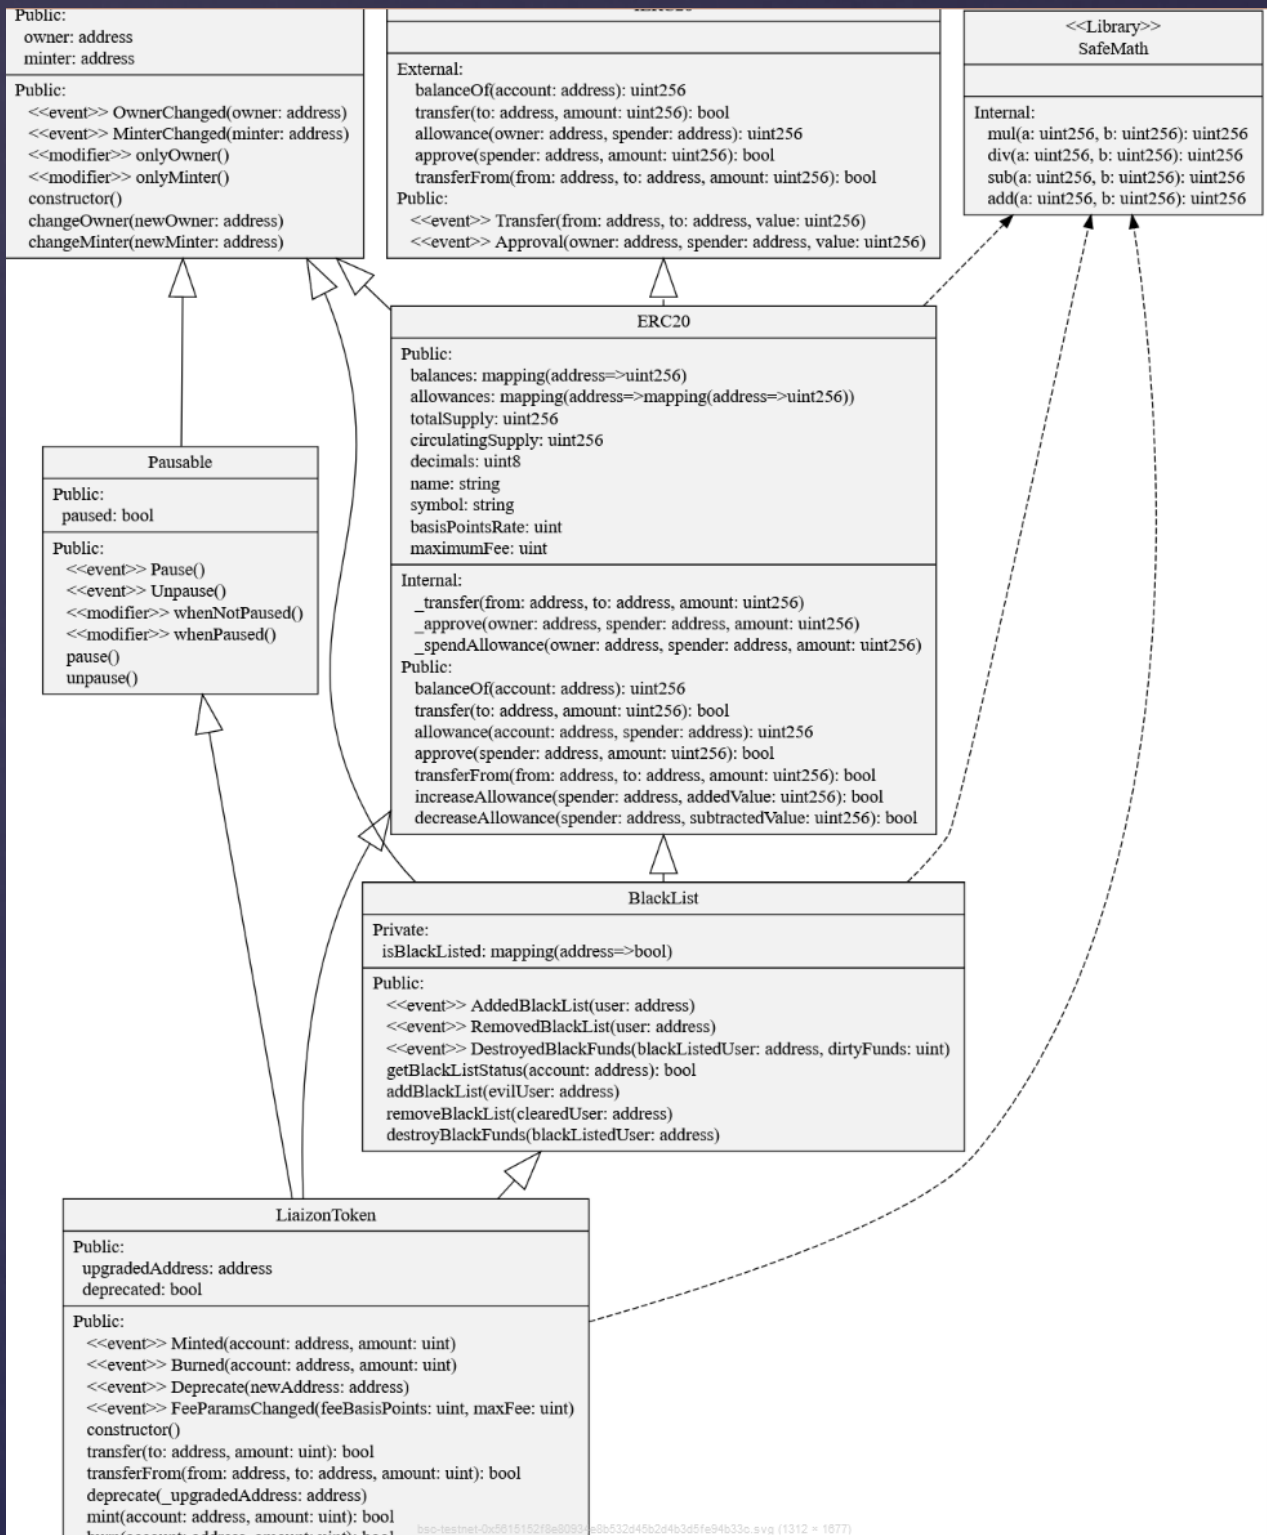 Public:
owner: address
minter: address
Public:
<<event>> OwnerChanged(owner: address)
<<event>> MinterChanged(minter: address)
<<modifier>> onlyOwner()
<<modifier>> onlyMinter()
constructor()
changeOwner(newOwner: address)
changeMinter(newMinter: address)
External:
balanceOf(account: address): uint256
transfer(to: address, amount: uint256): bool
allowance(owner: address, spender: address): uint256
approve(spender: address, amount: uint256): bool
transferFrom(from: address, to: address, amount: uint256): bool
Public:
<<event>> Transfer(from: address, to: address, value: uint256)
<<event>> Approval(owner: address, spender: address, value: uint256)
<<Library>>
SafeMath
Internal:
mul(a: uint256, b: uint256): uint256
div(a: uint256, b: uint256): uint256
sub(a: uint256, b: uint256): uint256
add(a: uint256, b: uint256): uint256
ERC20
Public:
balances: mapping(address=>uint256)
allowances: mapping(address=>mapping(address=>uint256))
totalSupply: uint256
circulatingSupply: uint256
decimals: uint8
name: string
symbol: string
basisPointsRate: uint
maximumFee: uint
Internal:
_transfer(from: address, to: address, amount: uint256)
_approve(owner: address, spender: address, amount: uint256)
_spendAllowance(owner: address, spender: address, amount: uint256)
Public:
balanceOf(account: address): uint256
transfer(to: address, amount: uint256): bool
allowance(account: address, spender: address): uint256
approve(spender: address, amount: uint256): bool
transferFrom(from: address, to: address, amount: uint256): bool
increaseAllowance(spender: address, addedValue: uint256): bool
decreaseAllowance(spender: address, subtractedValue: uint256): bool
Pausable
Public:
paused: bool
Public:
<<event>> Pause()
<<event>> Unpause()
<<modifier>> whenNotPaused()
<<modifier>> whenPaused()
pause()
unpause()
BlackList
Private:
isBlackListed: mapping(address=>bool)
Public:
<<event>> AddedBlackList(user: address)
<<event>> RemovedBlackList(user: address)
<<event>> DestroyedBlackFunds(blackListedUser: address, dirtyFunds: uint)
getBlackListStatus(account: address): bool
addBlackList(evilUser: address)
removeBlackList(clearedUser: address)
destroyBlackFunds(blackListedUser: address)
LiaizonToken
Public:
upgradedAddress: address
deprecated: bool
Public:
<<event>> Minted(account: address, amount: uint)
<<event>> Burned(account: address, amount: uint)
<<event>> Deprecate(newAddress: address)
<<event>> FeeParamsChanged(feeBasisPoints: uint, maxFee: uint)
constructor()
transfer(to: address, amount: uint): bool
transferFrom(from: address, to: address, amount: uint): bool
deprecate(_upgradedAddress: address)
mint(account: address, amount: uint): bool
(1312 × 1677)